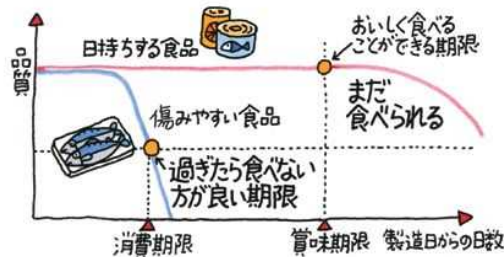 日持ちする食品
おいしく食べる
ことができる期限
品質
まだ
食べられる
傷みやすい食品
過ぎたら食べない
方が良い期限
消費期限
賞味期限
製造日からの日数